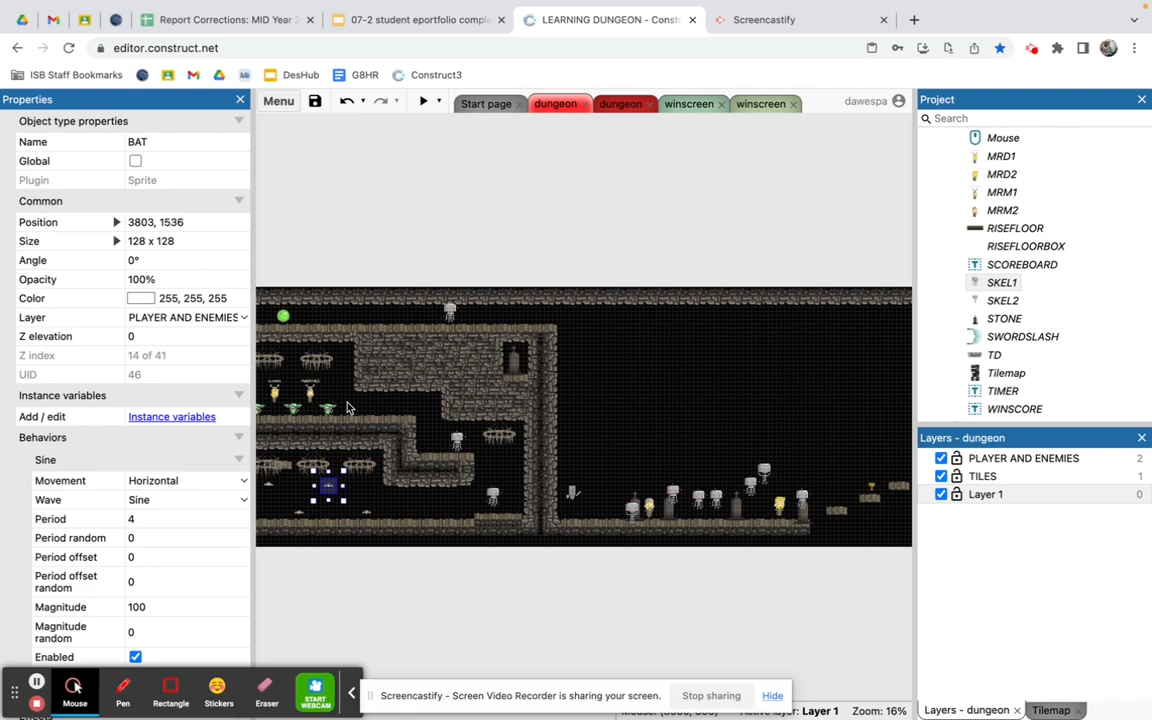 Report Corrections: MID Year 2
07-2 student eportfolio comple
LEARNING DUNGEON - Constr
Screencastify
editor.construct.net
ISB Staff Bookmarks
DesHub
G8HR
Construct3
Properties
Menu
Start page
dungeon
dungeon
winscreen
winscreen
dawespa
Project
Object type properties
Search
Name BAT
Mouse
Global
MRD1
Plugin Sprite
MRD2
Common
MRM1
MRM2
Position 3803, 1536
RISEFLOOR
Size 128 x 128
RISEFLOORBOX
Angle 0°
SCOREBOARD
Opacity 100%
SKEL1
Color 255, 255, 255
SKEL2
Layer PLAYER AND ENEMIES
STONE
Z elevation 0
SWORDSLASH
Z index 14 of 41
TD
UID 46
Tilemap
Instance variables
TIMER
Add / edit Instance variables
WINSCORE
Behaviors
Layers - dungeon
Sine
PLAYER AND ENEMIES 2
Movement Horizontal
TILES 1
Wave Sine
Layer 1 0
Period 4
Period random 0
Period offset 0
Period offset random 0
Magnitude 100
Magnitude random 0
Enabled
Mouse
Pen
Rectangle
Stickers
Eraser
START WEBCAM
Screencastify - Screen Video Recorder is sharing your screen.
Stop sharing
Hide
Active layer: Layer 1
Zoom: 16%
Layers - dungeon
Tilemap